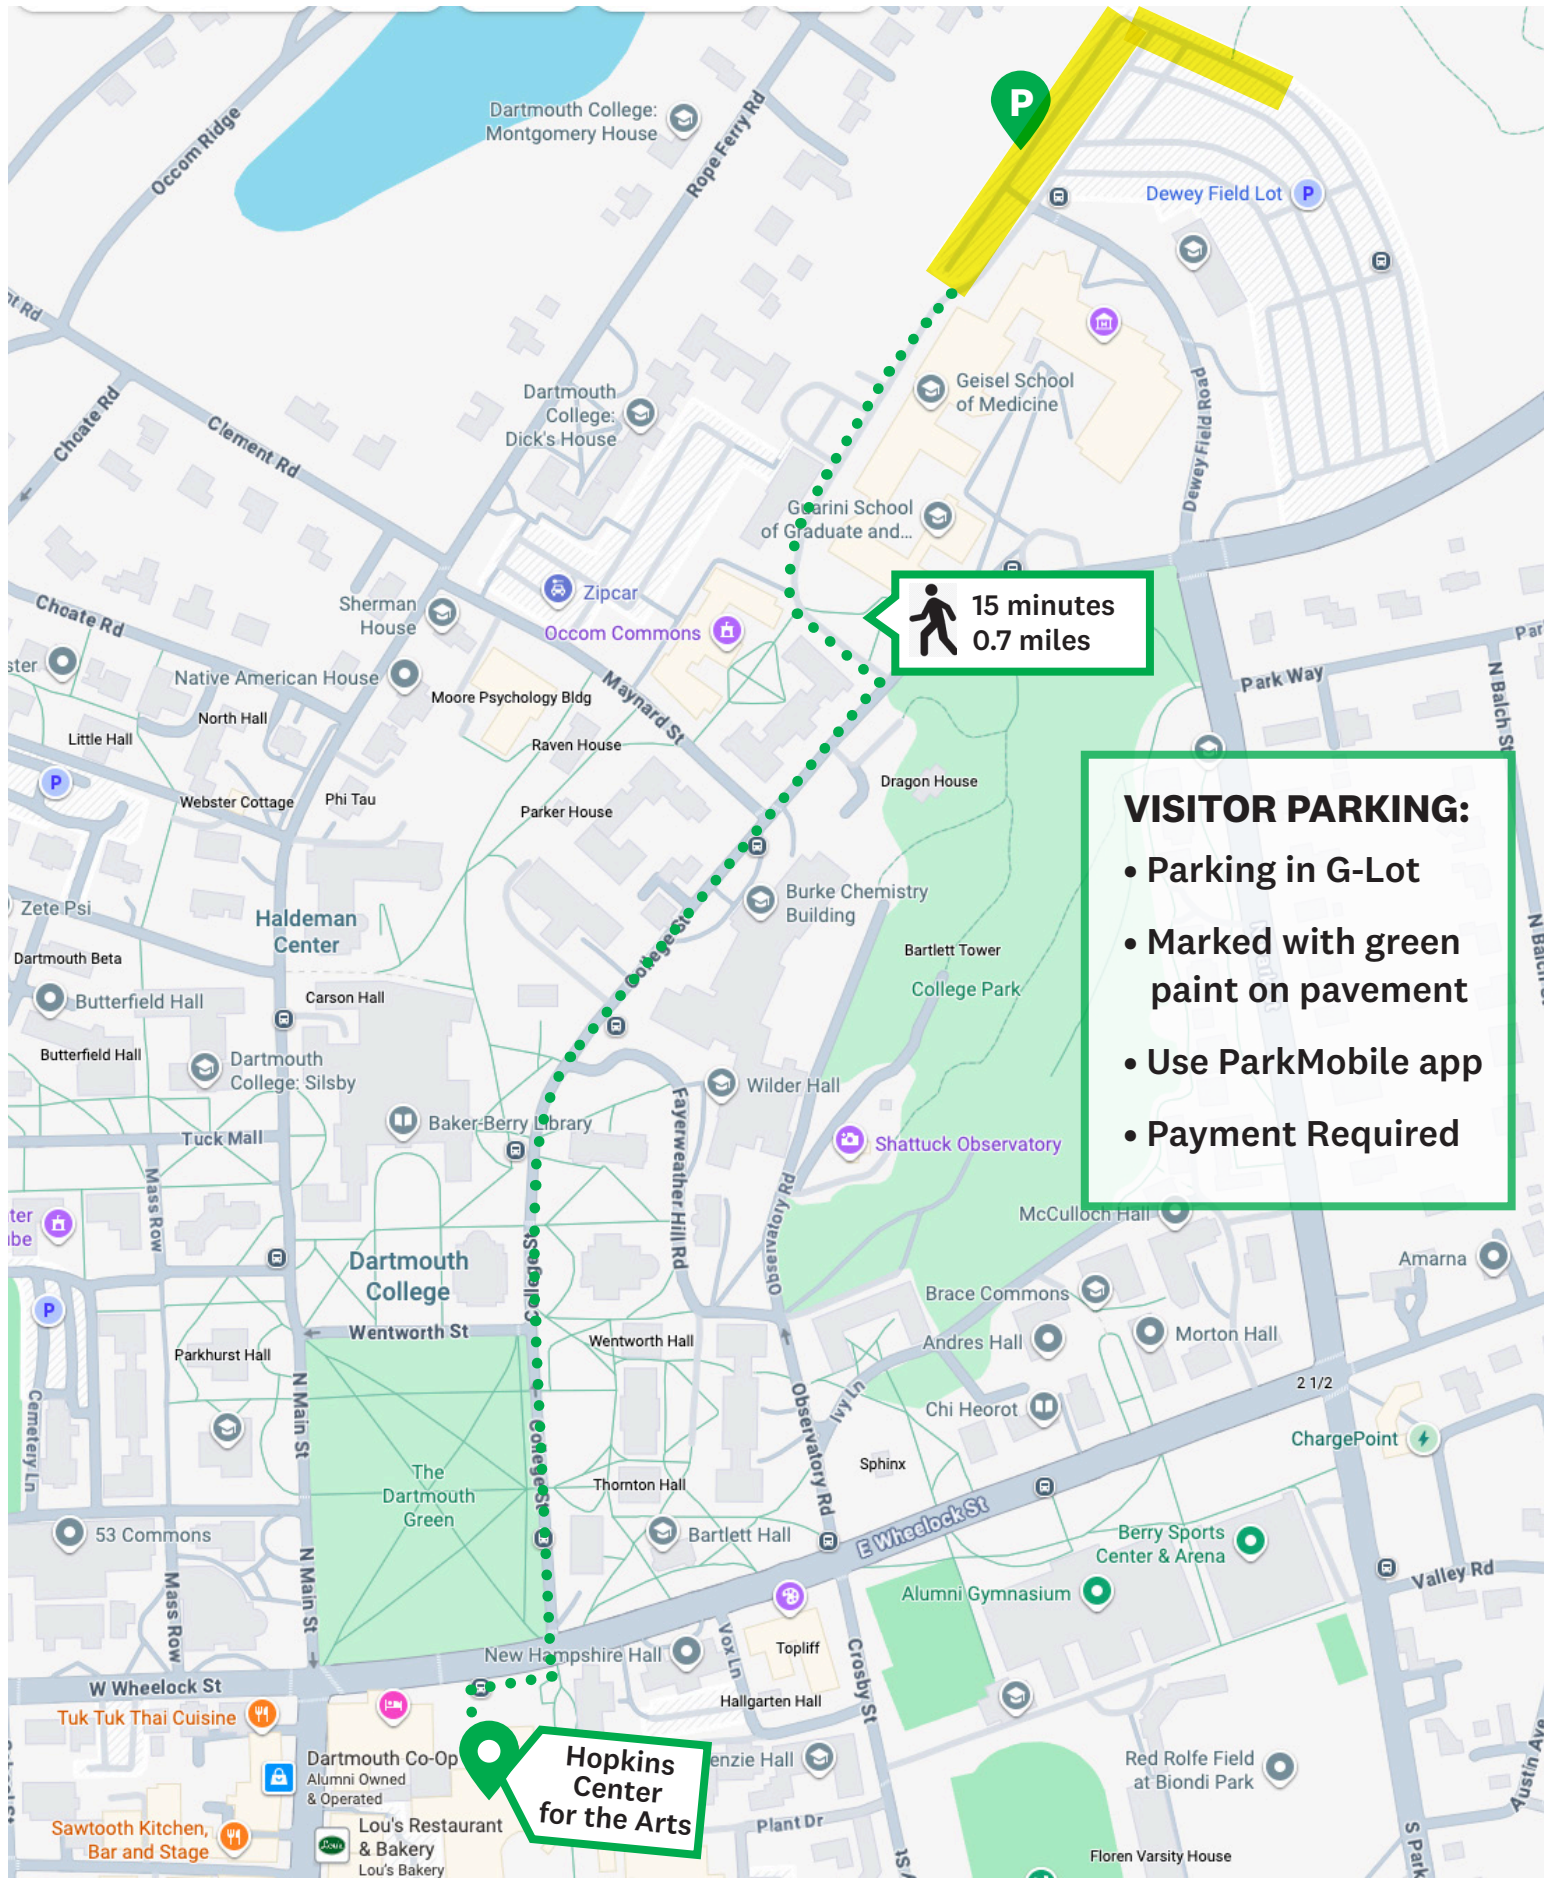 Dartmouth College:
Montgomery House
Occom Ridge
Rope Ferry Rd
P
Dewey Field Lot
P
Choate Rd
Clement Rd
Dartmouth
College:
Dick's House
Geisel School
of Medicine
Dewey Field Road
Guarini School
of Graduate and...
Zipcar
Occom Commons
Sherman
House
Choate Rd
Native American House
North Hall
Little Hall
Moore Psychology Bldg
Maynard St
Raven House
15 minutes
0.7 miles
Park Way
N Balch St
P
Webster Cottage
Phi Tau
Parker House
Dragon House
VISITOR PARKING:
• Parking in G-Lot
• Marked with green
paint on pavement
• Use ParkMobile app
• Payment Required
Zete Psi
Haldeman
Center
College St
Burke Chemistry
Building
Bartlett Tower
College Park
Dartmouth Beta
Butterfield Hall
Carson Hall
Butterfield Hall
Dartmouth
College: Silsby
Baker-Berry Library
Fayerweather Hill Rd
Wilder Hall
Tuck Mall
Mass Row
Shattuck Observatory
Observatory Rd
McCulloch Hall
Amarna
P
Dartmouth
College
College St
Brace Commons
Wentworth St
Wentworth Hall
Andres Hall
Morton Hall
Parkhurst Hall
Cemetery Ln
N Main St
Observatory Rd
Ivy Ln
Chi Heorot
2 1/2
ChargePoint
The
Dartmouth
Green
College St
Thornton Hall
Sphinx
53 Commons
Bartlett Hall
E Wheelock St
Berry Sports
Center & Arena
Valley Rd
Mass Row
N Main St
Alumni Gymnasium
New Hampshire Hall
Vox Ln
Topliff
Crosby St
W Wheelock St
Tuk Tuk Thai Cuisine
Hallgarten Hall
Dartmouth Co-Op
Alumni Owned
& Operated
Hopkins
Center
for the Arts
enzie Hall
Red Rolfe Field
at Biondi Park
Austin Ave
Sawtooth Kitchen,
Bar and Stage
Lou's
Lou's Restaurant
& Bakery
Lou's Bakery
Plant Dr
Floren Varsity House
S Park